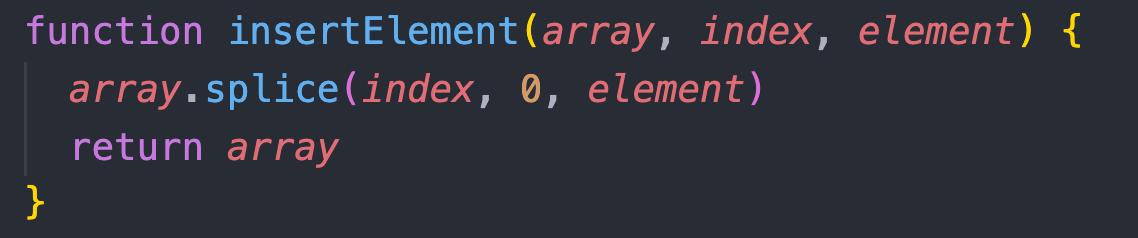 function insertElement(array, index, element) {
  array.splice(index, 0, element)
  return array
}